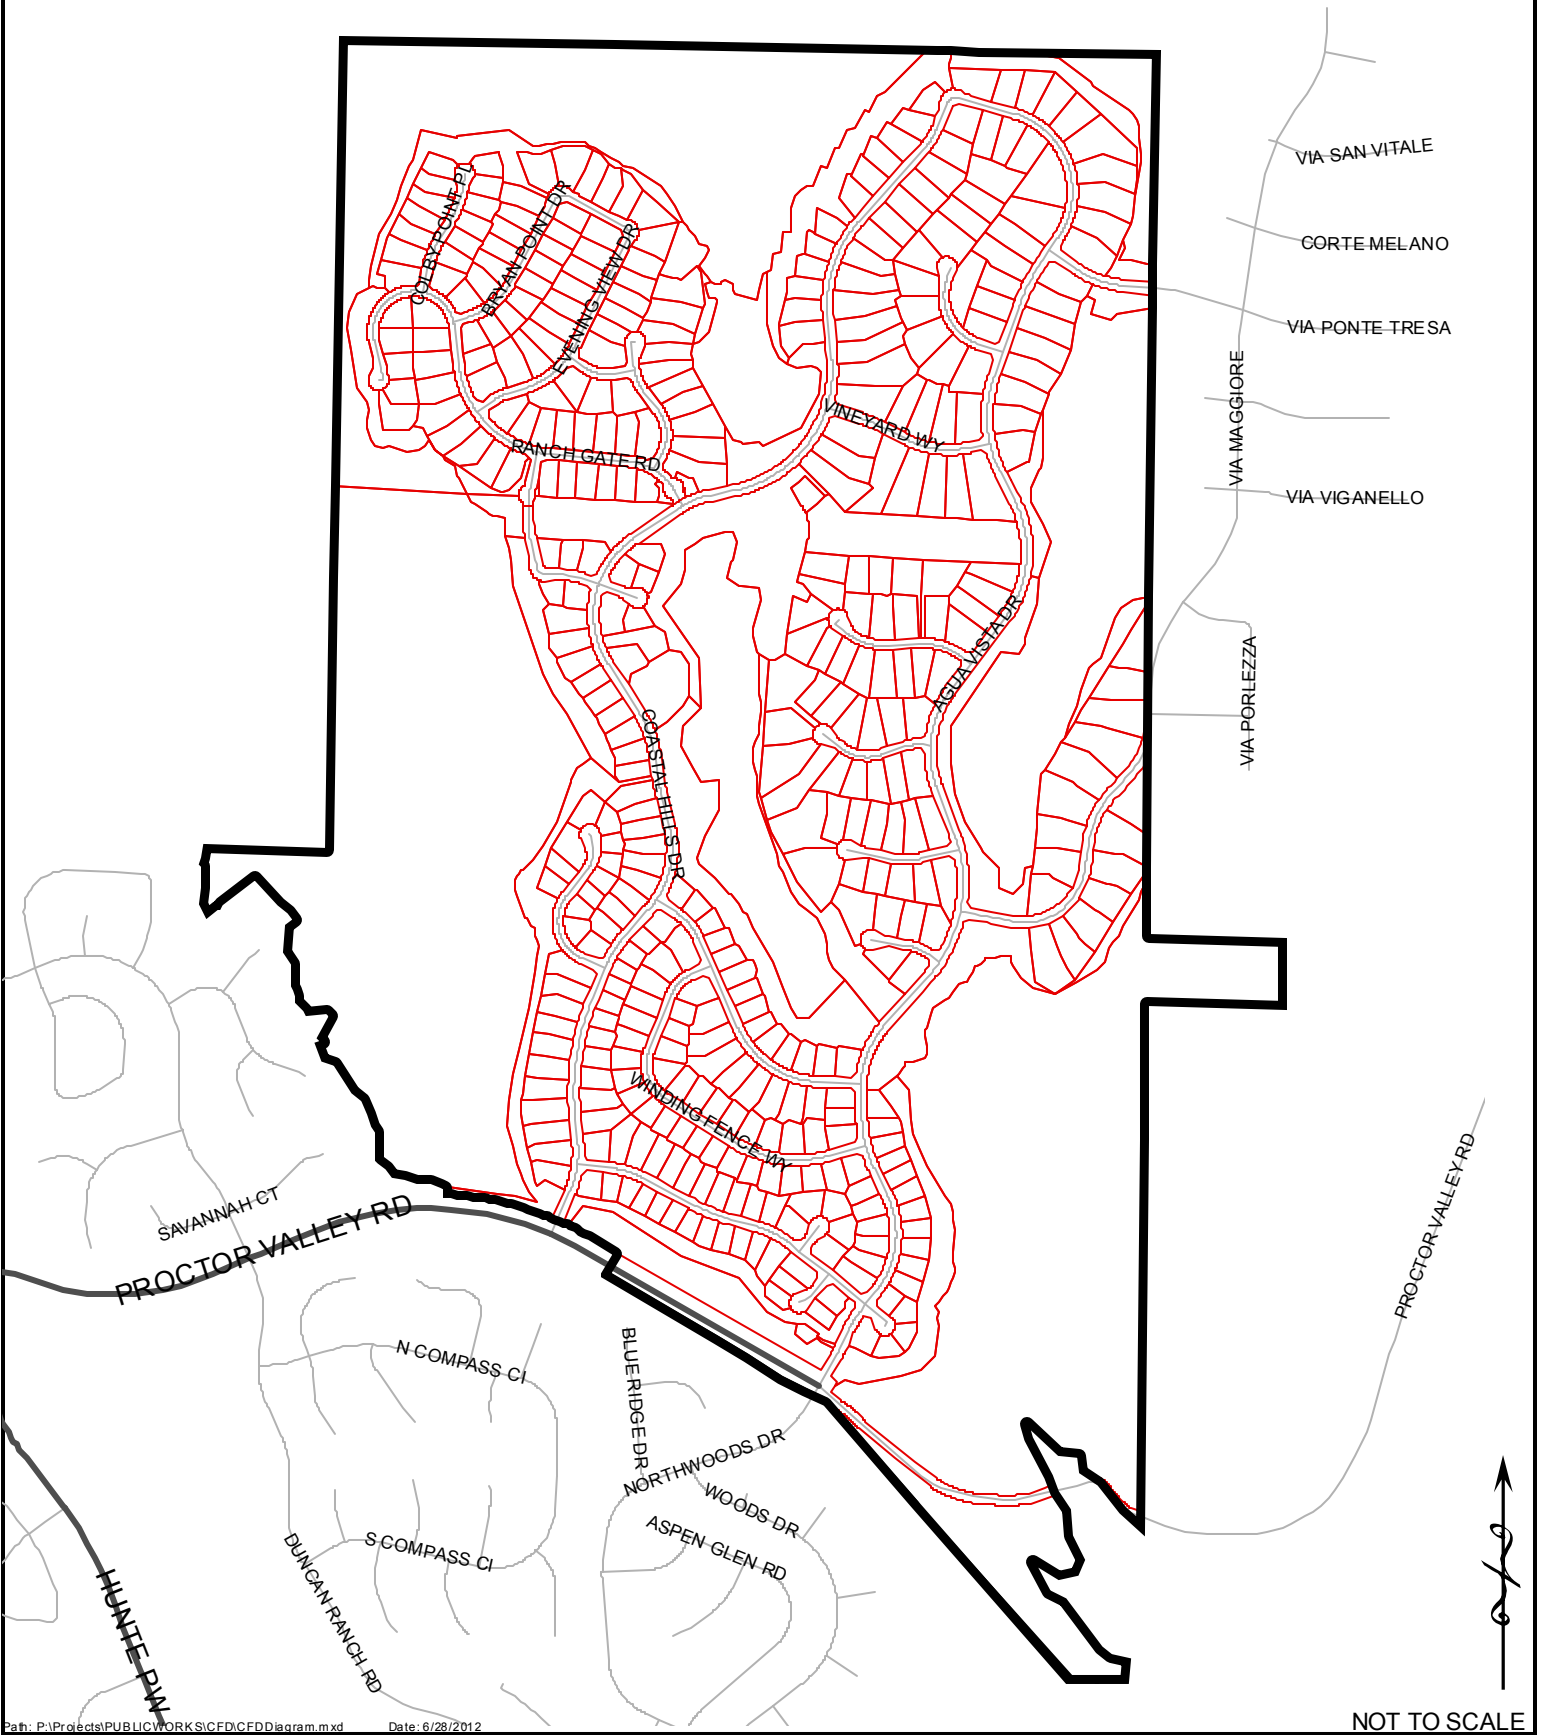 VIA SAN VITALE
COLBY POINT PL
BRYAN POINT DR
EVENING VIEW DR
CORTE MELANO
VIA PONTE TRESA
VIA MAGGIORE
VINEYARD WY
RANCH GATE RD
VIA VIGANELLO
AGUA VISTA DR
VIA PORLEZZA
COASTAL HILLS DR
WINDING FENCE WY
SAVANNAH CT
PROCTOR VALLEY RD
PROCTOR VALLEY RD
N COMPASS CI
BLUE RIDGE DR
NORTHWOODS DR
WOODS DR
ASPEN GLEN RD
S COMPASS CI
DUNCAN RANCH RD
HUNTE PW
Path: P:\Projects\PUBLICWORKS\CFD\CFDDiagram.mxd
Date: 6/28/2012
NOT TO SCALE